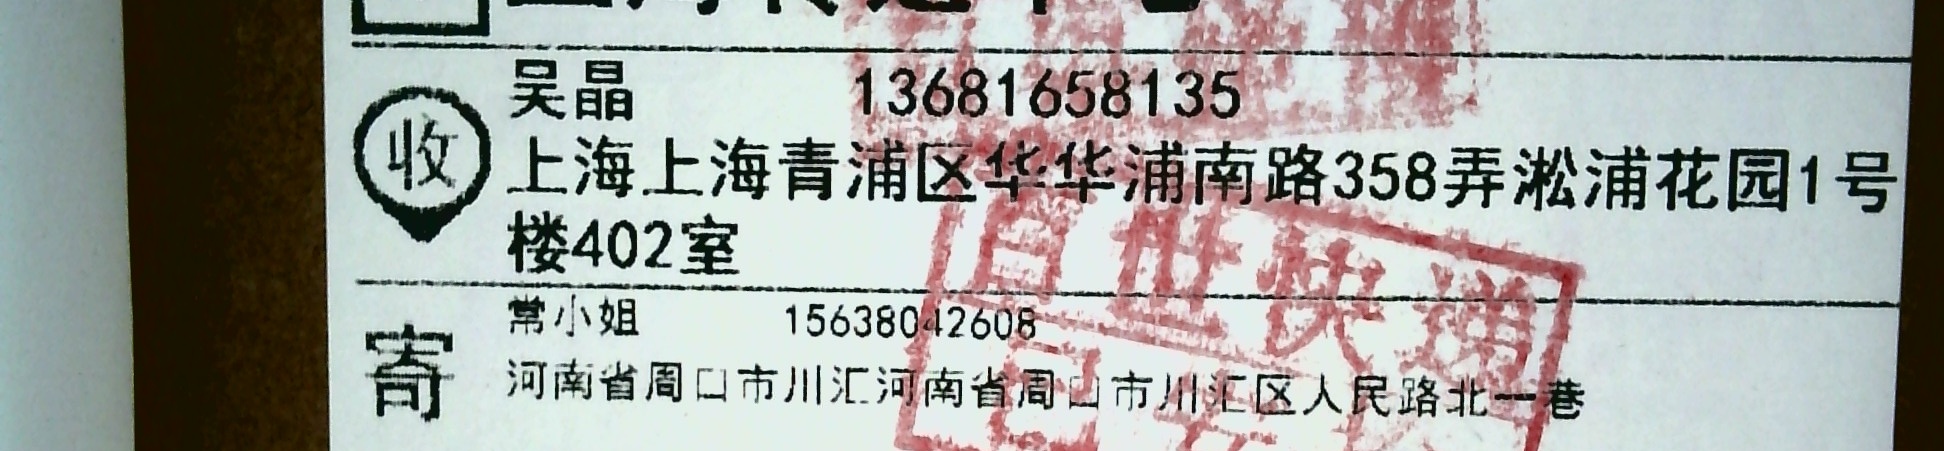 吴晶 13681658135
收
上海上海青浦区华华浦南路358弄淞浦花园1号
楼402室
常小姐 15638042608
寄
河南省周口市川汇河南省周口市川汇区人民路北一巷
百世快递